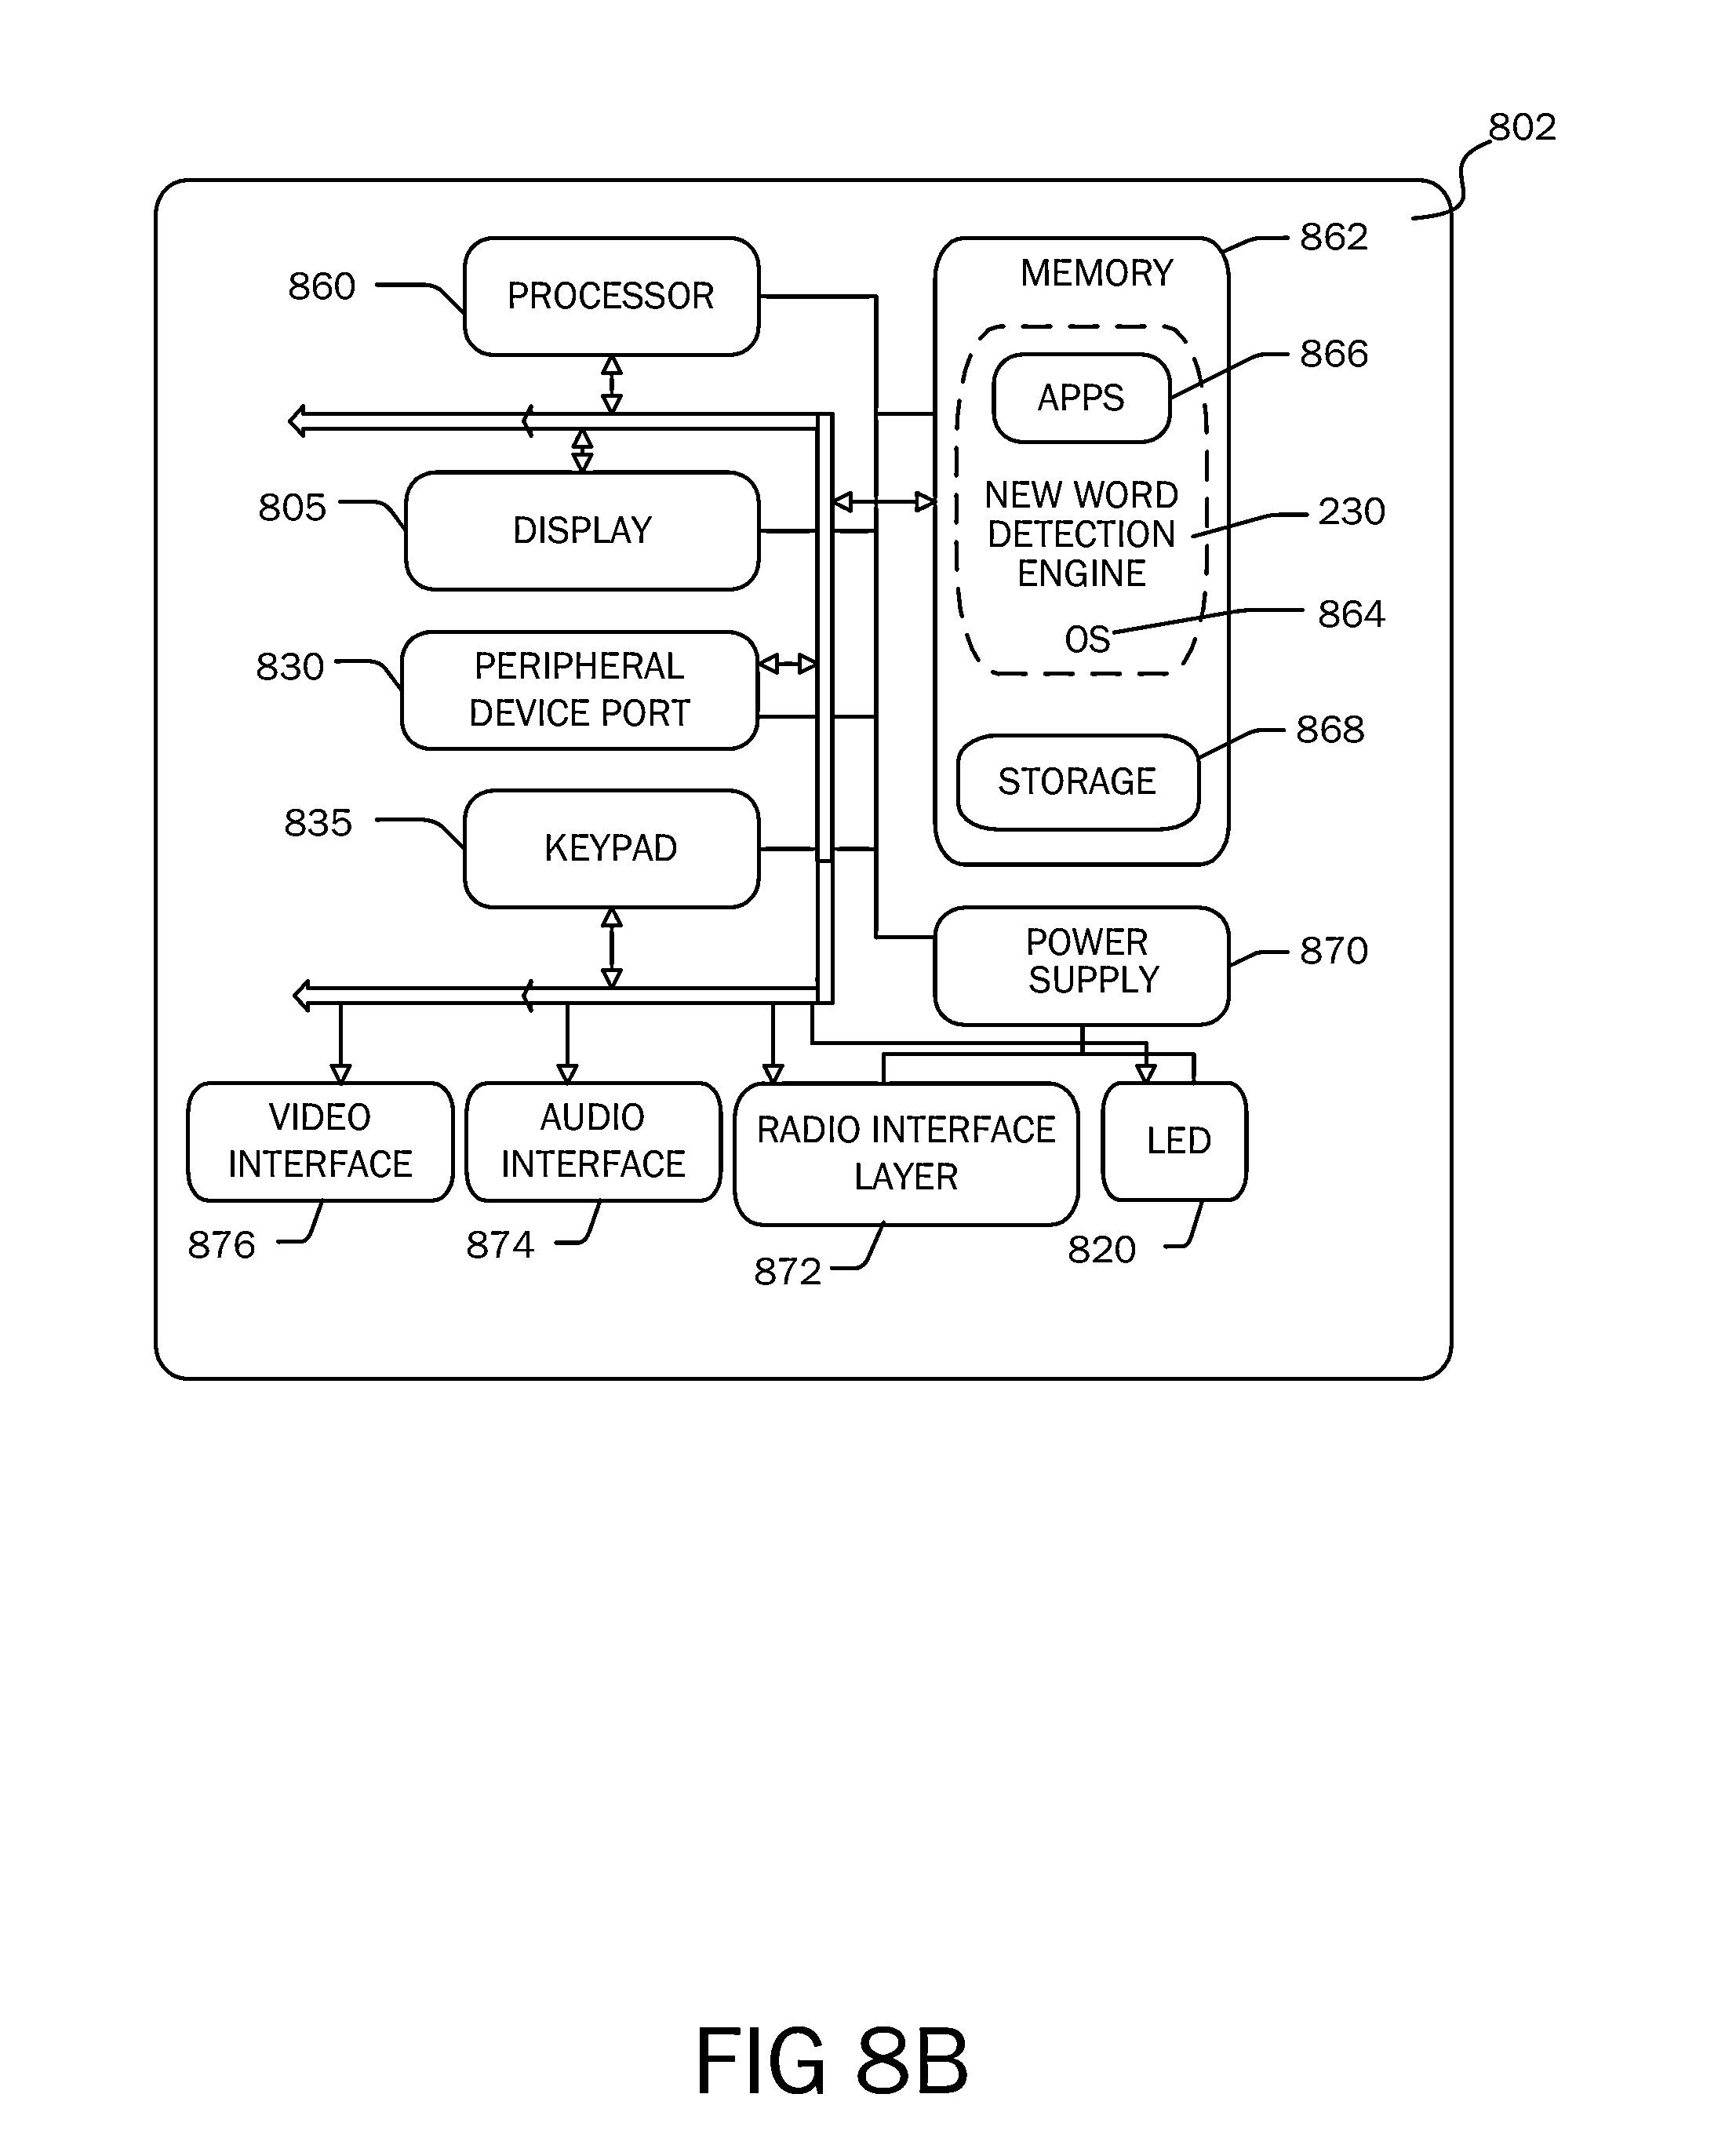 802
862
MEMORY
860
PROCESSOR
866
APPS
805
DISPLAY
NEW WORD
DETECTION
ENGINE
230
OS
864
830
PERIPHERAL
DEVICE PORT
868
STORAGE
835
KEYPAD
POWER
SUPPLY
870
VIDEO
INTERFACE
AUDIO
INTERFACE
RADIO INTERFACE
LAYER
LED
876
874
872
820
FIG 8B